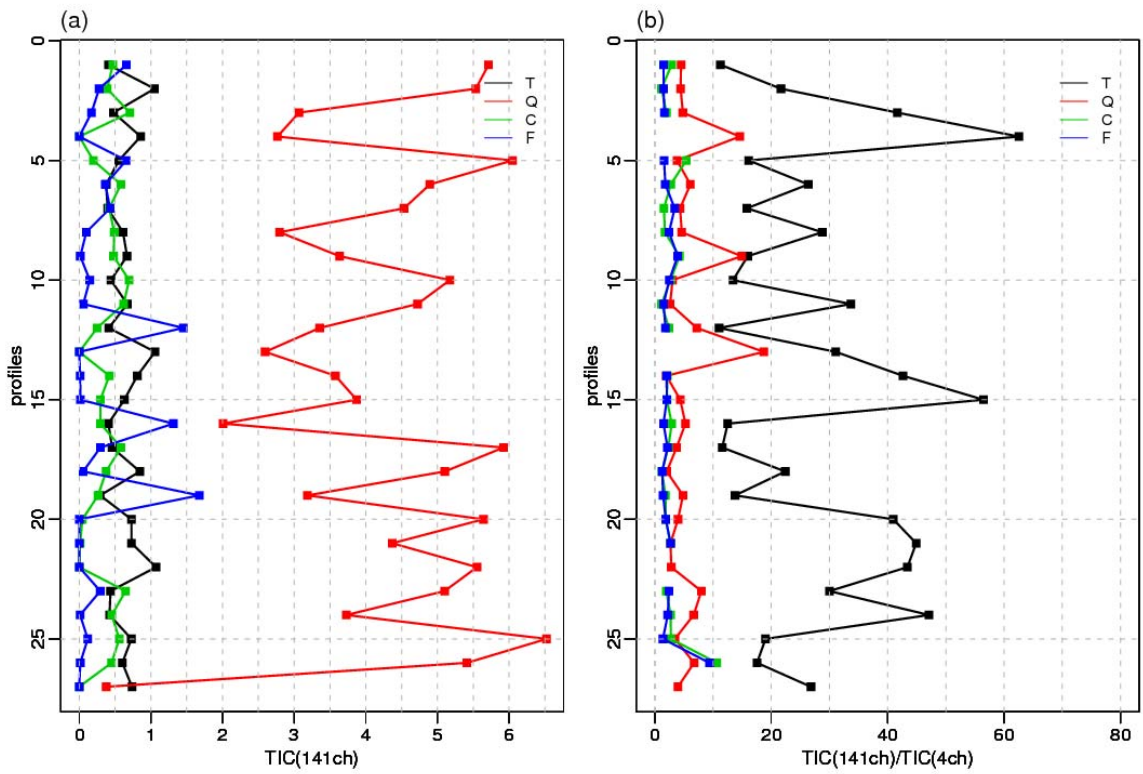 (a)
(b)
0
5
10
15
20
25
profiles
T
Q
C
F
0 1 2 3 4 5 6
TIC(141ch)
0
5
10
15
20
25
profiles
T
Q
C
F
0 20 40 60 80
TIC(141ch)/TIC(4ch)